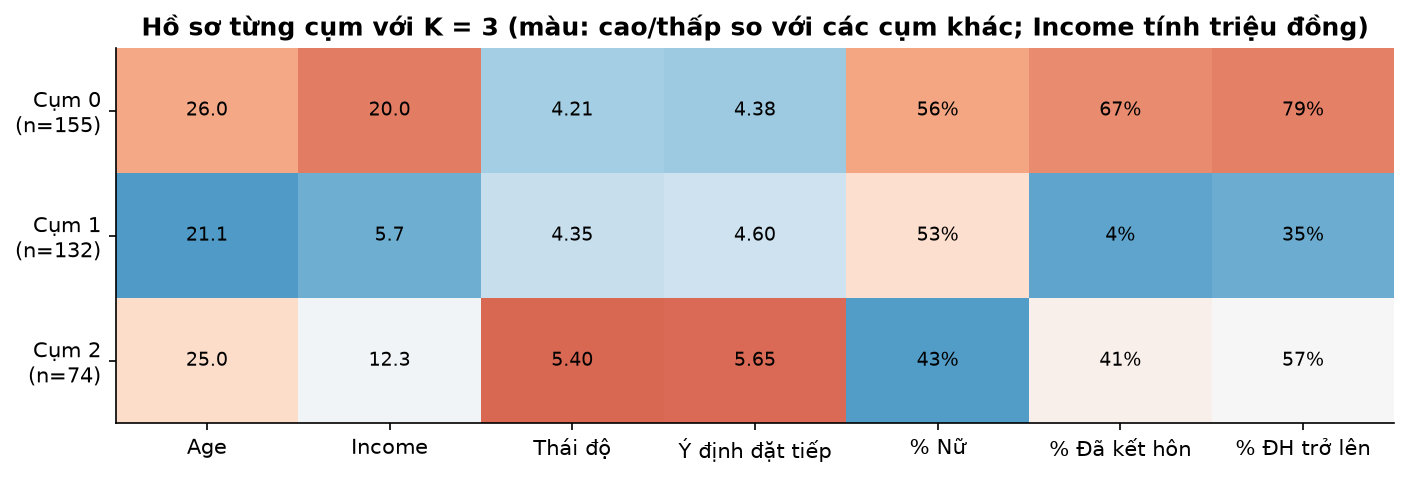 Hồ sơ từng cụm với K = 3 (màu: cao/thấp so với các cụm khác; Income tính triệu đồng)
Cụm 0
(n=155)
26.0 20.0 4.21 4.38 56% 67% 79%
Cụm 1
(n=132)
21.1 5.7 4.35 4.60 53% 4% 35%
Cụm 2
(n=74)
25.0 12.3 5.40 5.65 43% 41% 57%
Age Income Thái độ Ý định đặt tiếp % Nữ % Đã kết hôn % ĐH trở lên